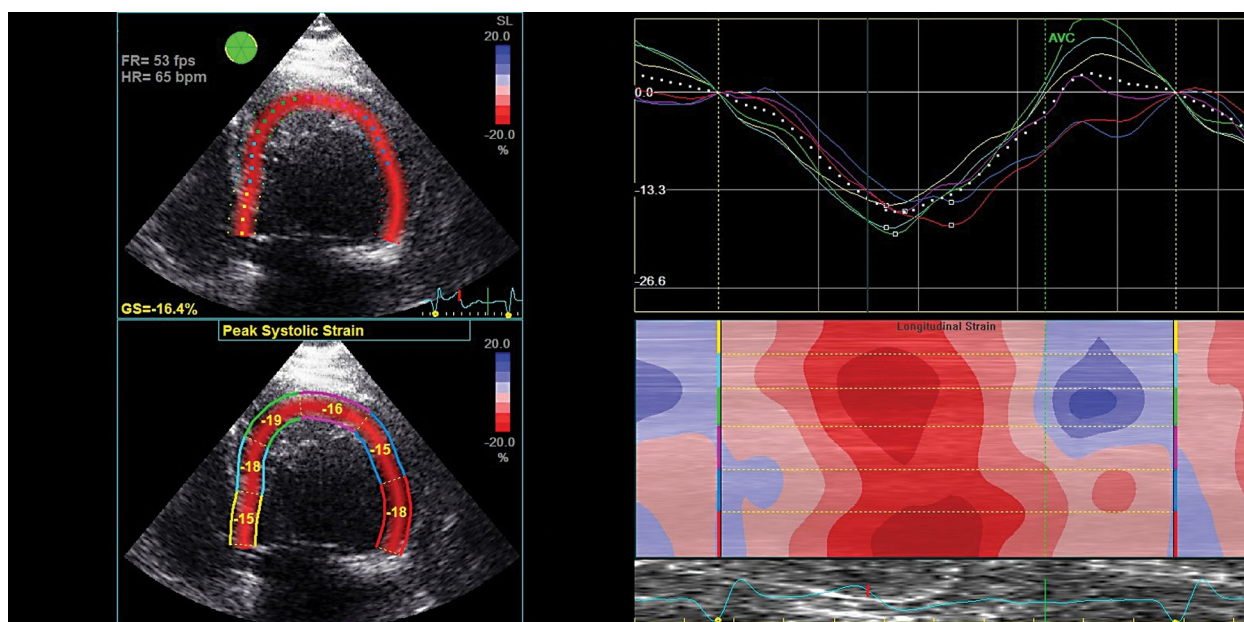 SL
20.0
FR= 53 fps
HR= 65 bpm
-20.0
%
GS=-16.4%
AVC
0.0
-13.3
-26.6
Peak Systolic Strain
20.0
-16
-19
-15
-18
-15
-18
-20.0
%
Longitudinal Strain